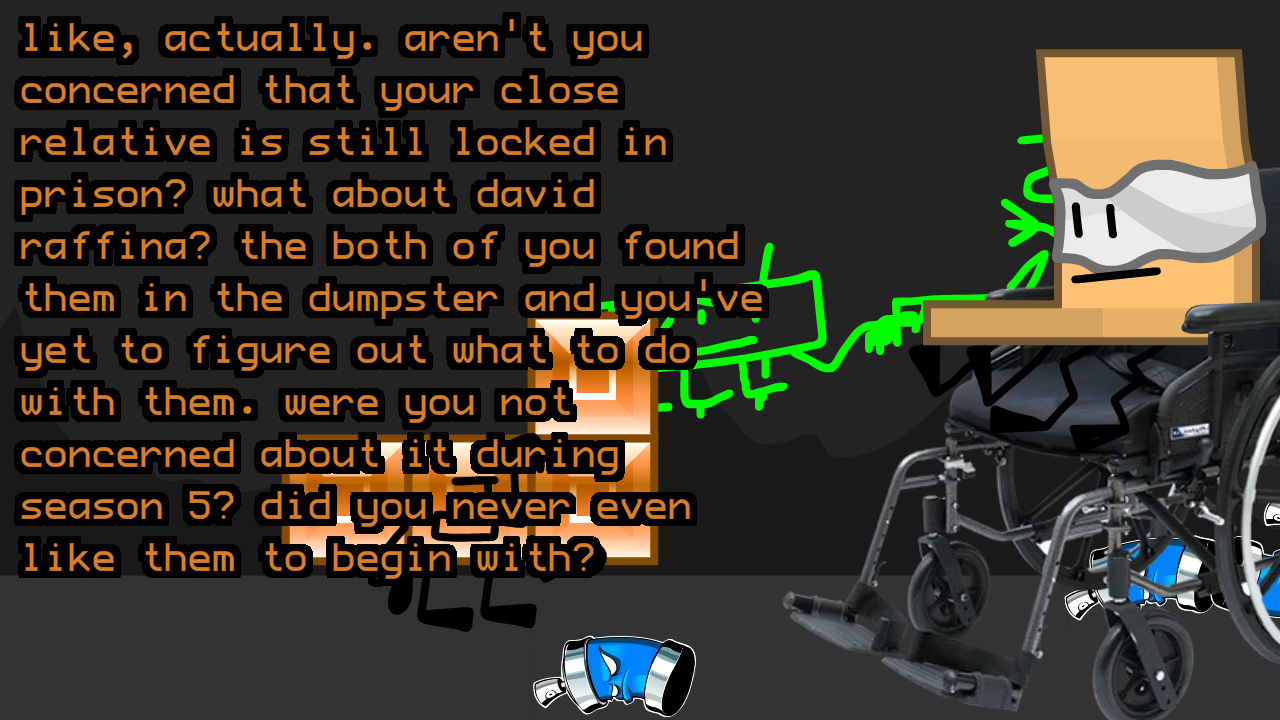 like, actually. aren't you
concerned that your close
relative is still locked in
prison? what about david
raffina? the both of you found
them in the dumpster and you've
yet to figure out what to do
with them. were you not
concerned about it during
season 5? did you never even
like them to begin with?